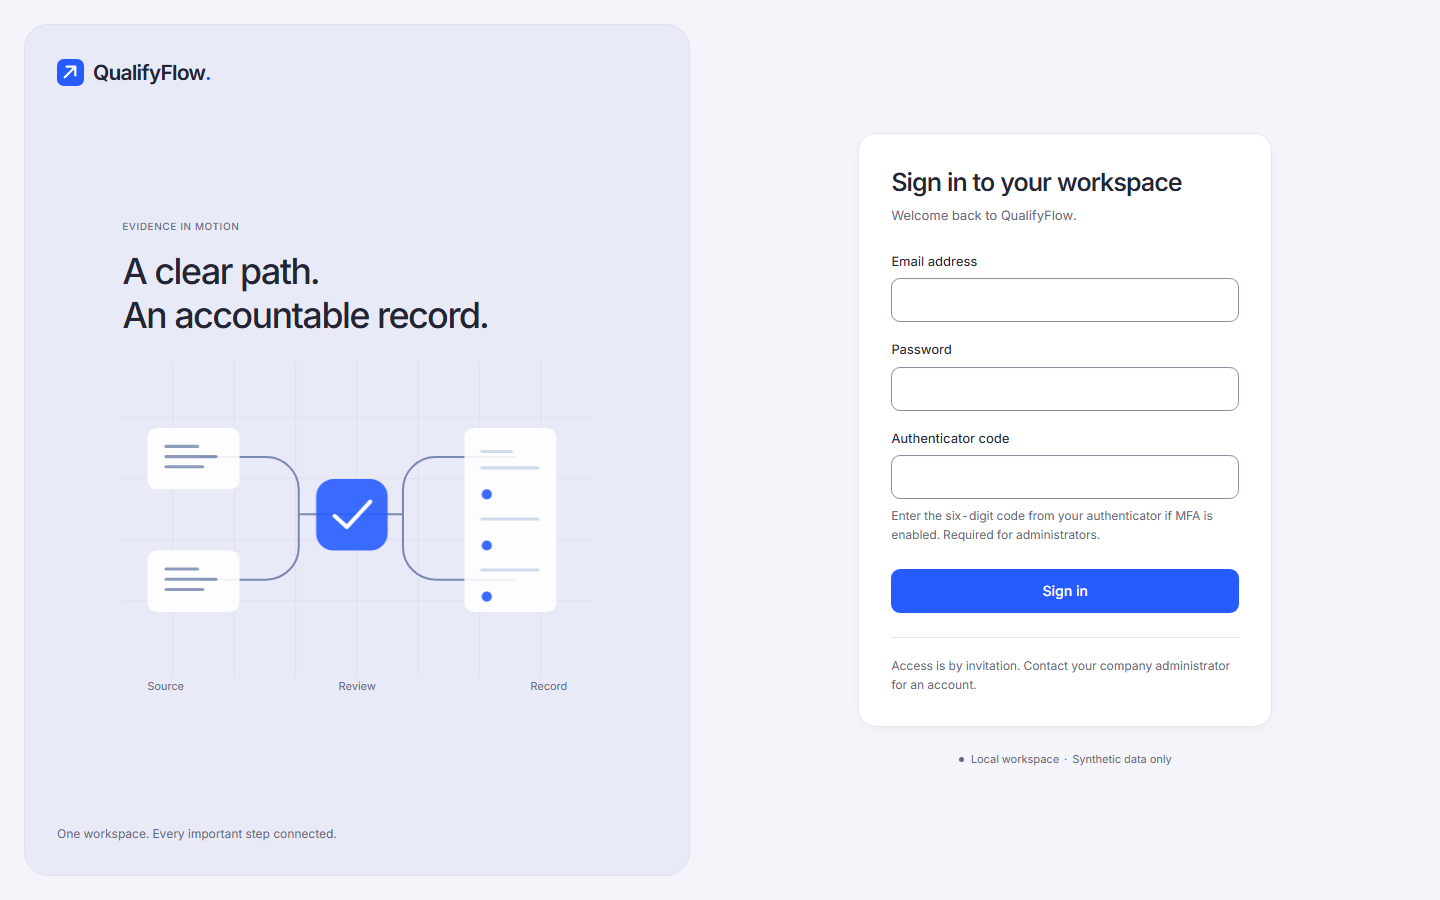 QualifyFlow.
EVIDENCE IN MOTION
A clear path.
An accountable record.
Source
Review
Record
One workspace. Every important step connected.
Sign in to your workspace
Welcome back to QualifyFlow.
Email address
Password
Authenticator code
Enter the six-digit code from your authenticator if MFA is
enabled. Required for administrators.
Sign in
Access is by invitation. Contact your company administrator
for an account.
Local workspace · Synthetic data only